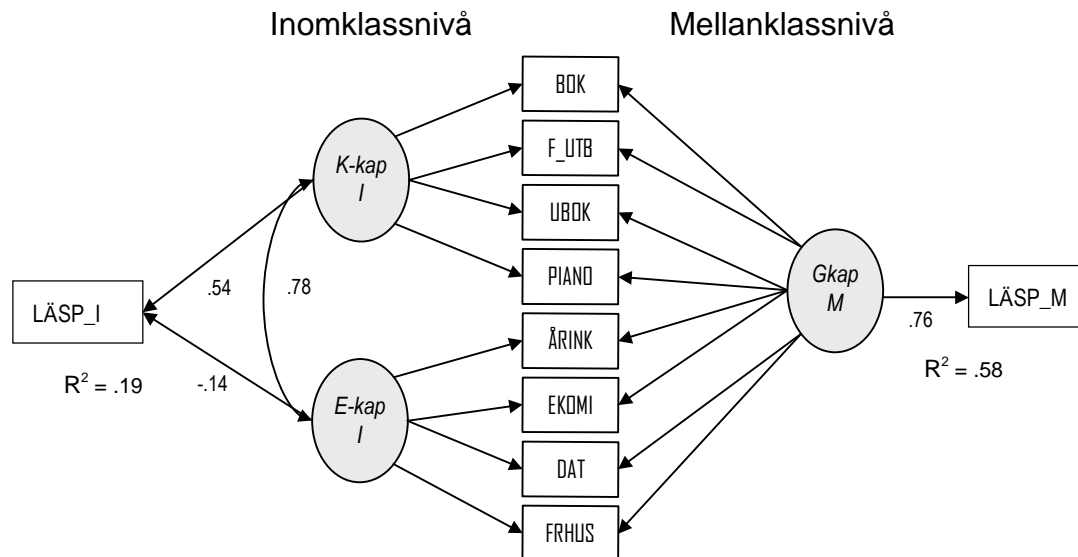 Inomklassnivå
Mellanklassnivå
BOK
F_UTB
UBOK
PIANO
ÅRINK
EKOMI
DAT
FRHUS
K-kap
I
E-kap
I
.54
.78
-.14
LÄSP_I
R² = .19
Gkap
M
.76
LÄSP_M
R² = .58